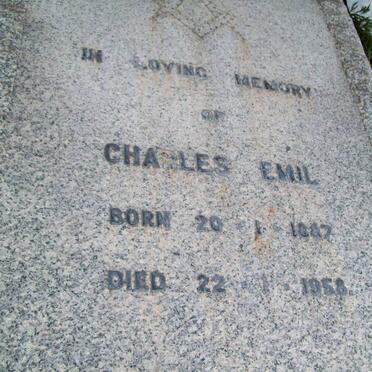 IN LOVING MEMORY
OF
CHARLES EMIL
BORN 20 · 1 · 1887
DIED 22 · 1 · 1958.